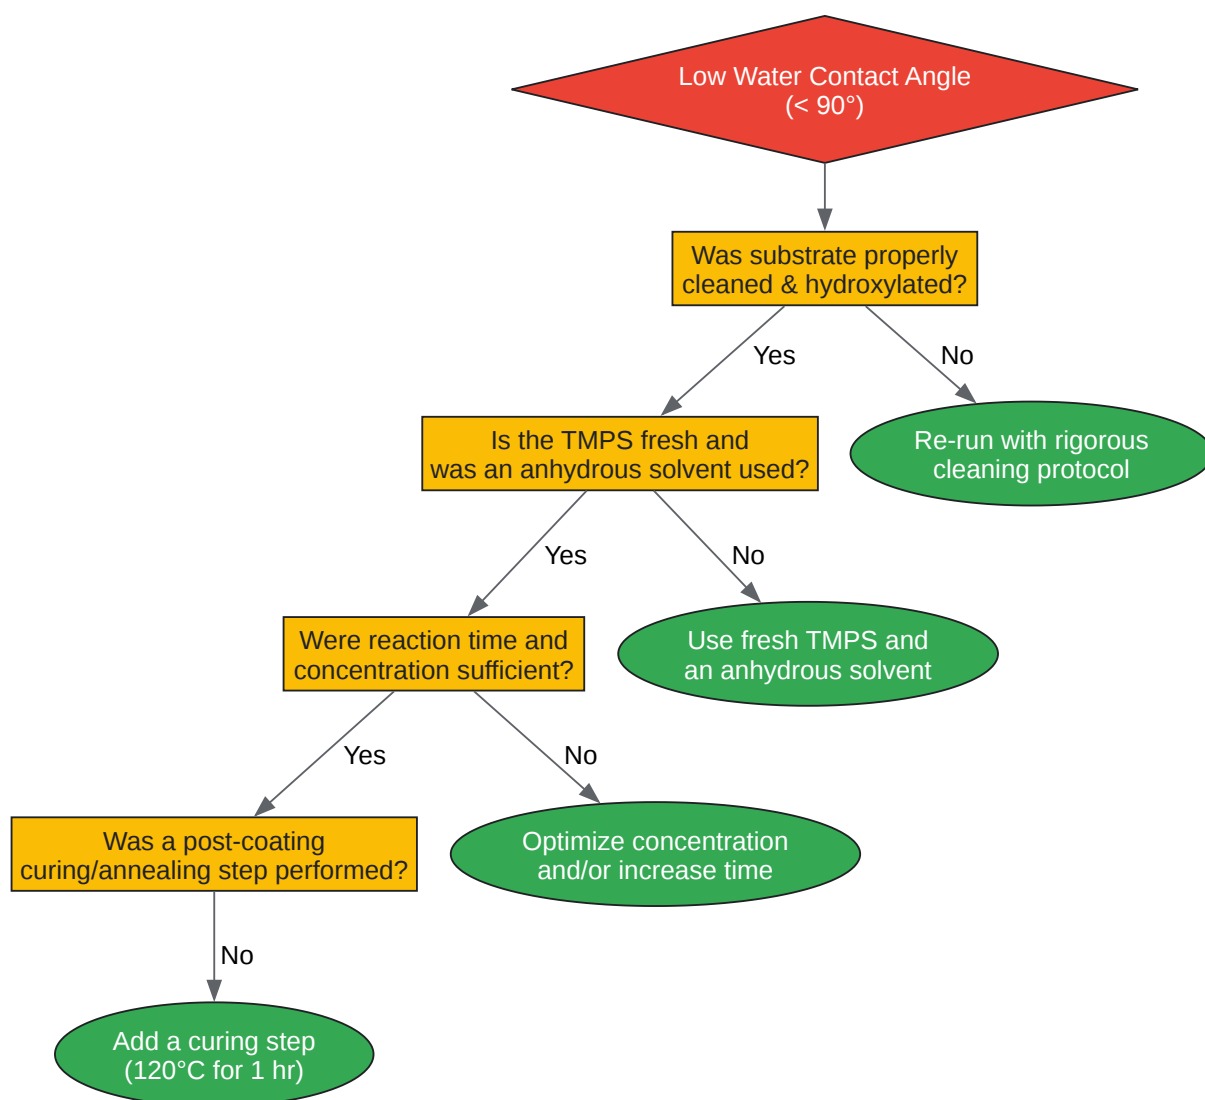 Low Water Contact Angle
(< 90°)
Was substrate properly
cleaned & hydroxylated?
Yes
No
Is the TMPS fresh and
was an anhydrous solvent used?
Re-run with rigorous
cleaning protocol
Yes
No
Were reaction time and
concentration sufficient?
Use fresh TMPS and
an anhydrous solvent
Yes
No
Was a post-coating
curing/annealing step performed?
Optimize concentration
and/or increase time
No
Add a curing step
(120°C for 1 hr)